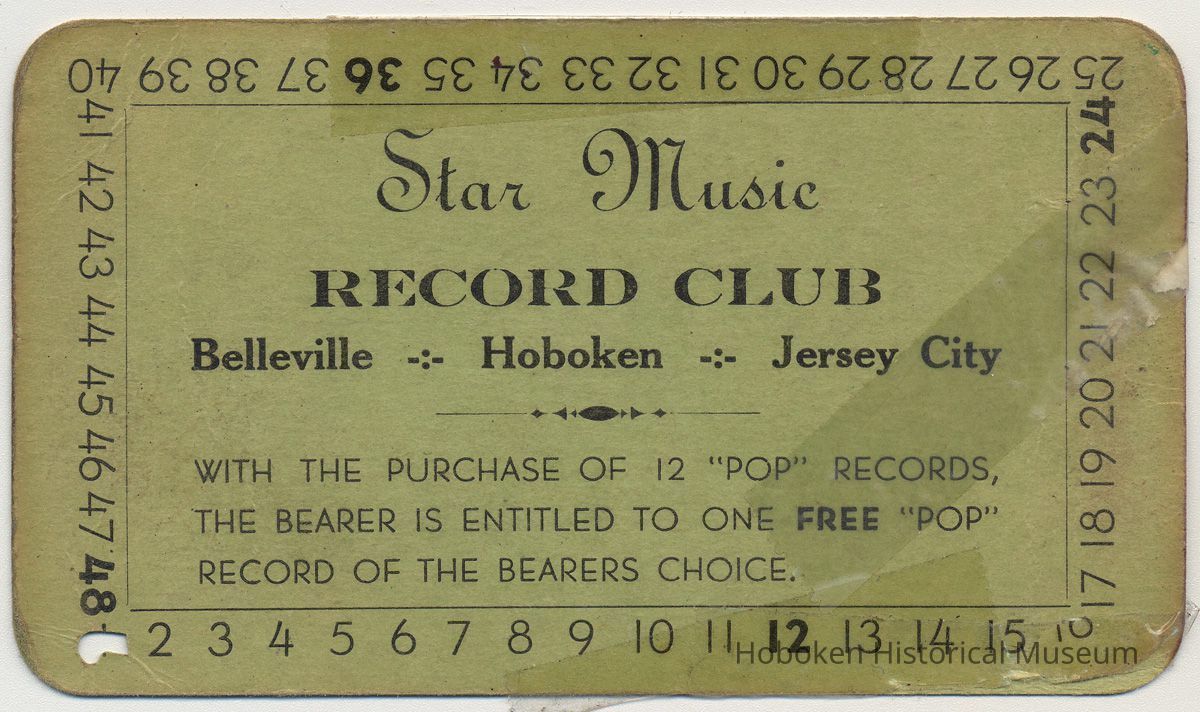 Star Music
RECORD CLUB
Belleville -:- Hoboken -:- Jersey City
WITH THE PURCHASE OF 12 "POP" RECORDS,
THE BEARER IS ENTITLED TO ONE FREE "POP"
RECORD OF THE BEARERS CHOICE.
2 3 4 5 6 7 8 9 10 11 12 13 14 15 16
17 18 19 20 21 22 23 24
25 26 27 28 29 30 31 32 33 34 35 36 37 38 39 40
41 42 43 44 45 46 47 48
Hoboken Historical Museum